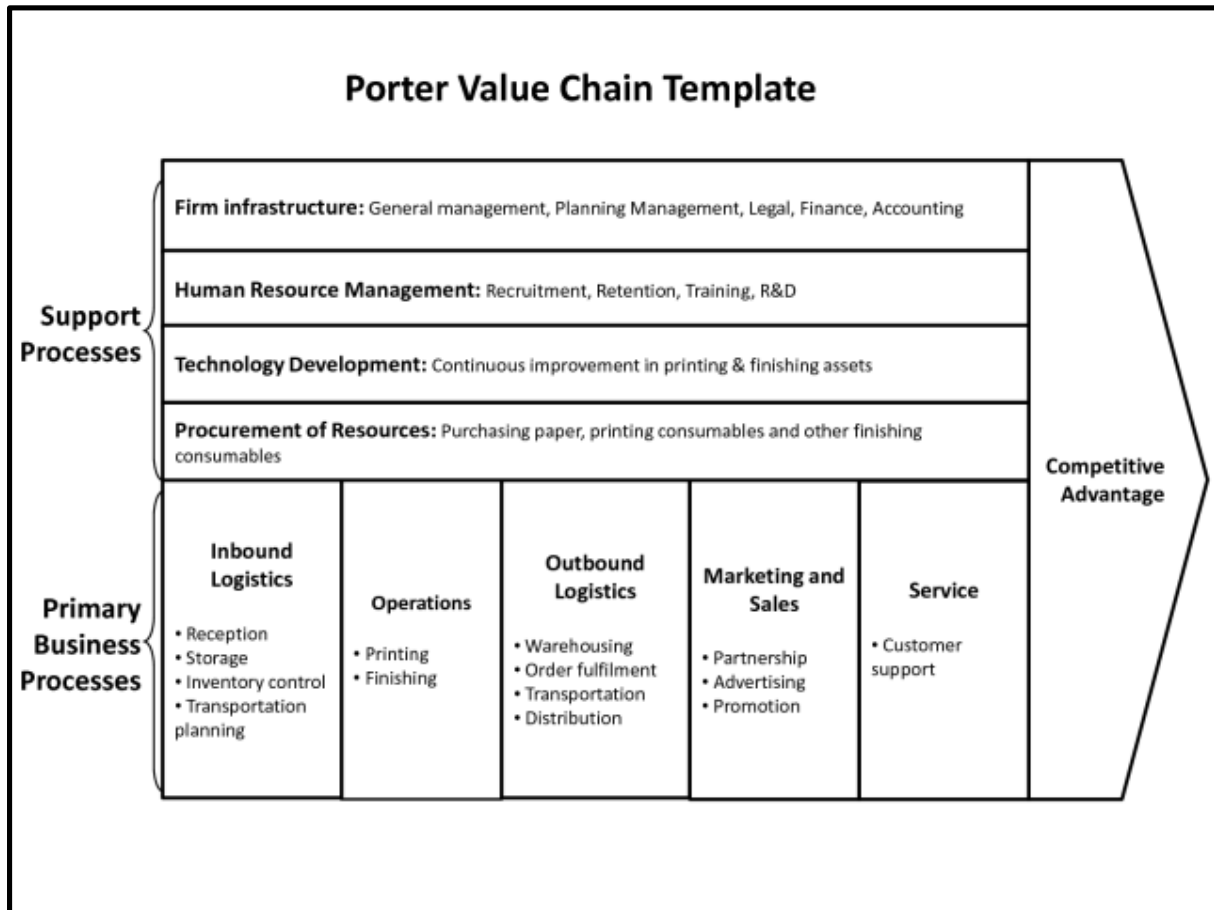 Porter Value Chain Template
Support
Processes
Firm infrastructure: General management, Planning Management, Legal, Finance, Accounting
Human Resource Management: Recruitment, Retention, Training, R&D
Technology Development: Continuous improvement in printing & finishing assets
Procurement of Resources: Purchasing paper, printing consumables and other finishing
consumables
Primary
Business
Processes
Inbound
Logistics
• Reception
• Storage
• Inventory control
• Transportation
planning
Operations
• Printing
• Finishing
Outbound
Logistics
• Warehousing
• Order fulfilment
• Transportation
• Distribution
Marketing and
Sales
• Partnership
• Advertising
• Promotion
Service
• Customer
support
Competitive
Advantage